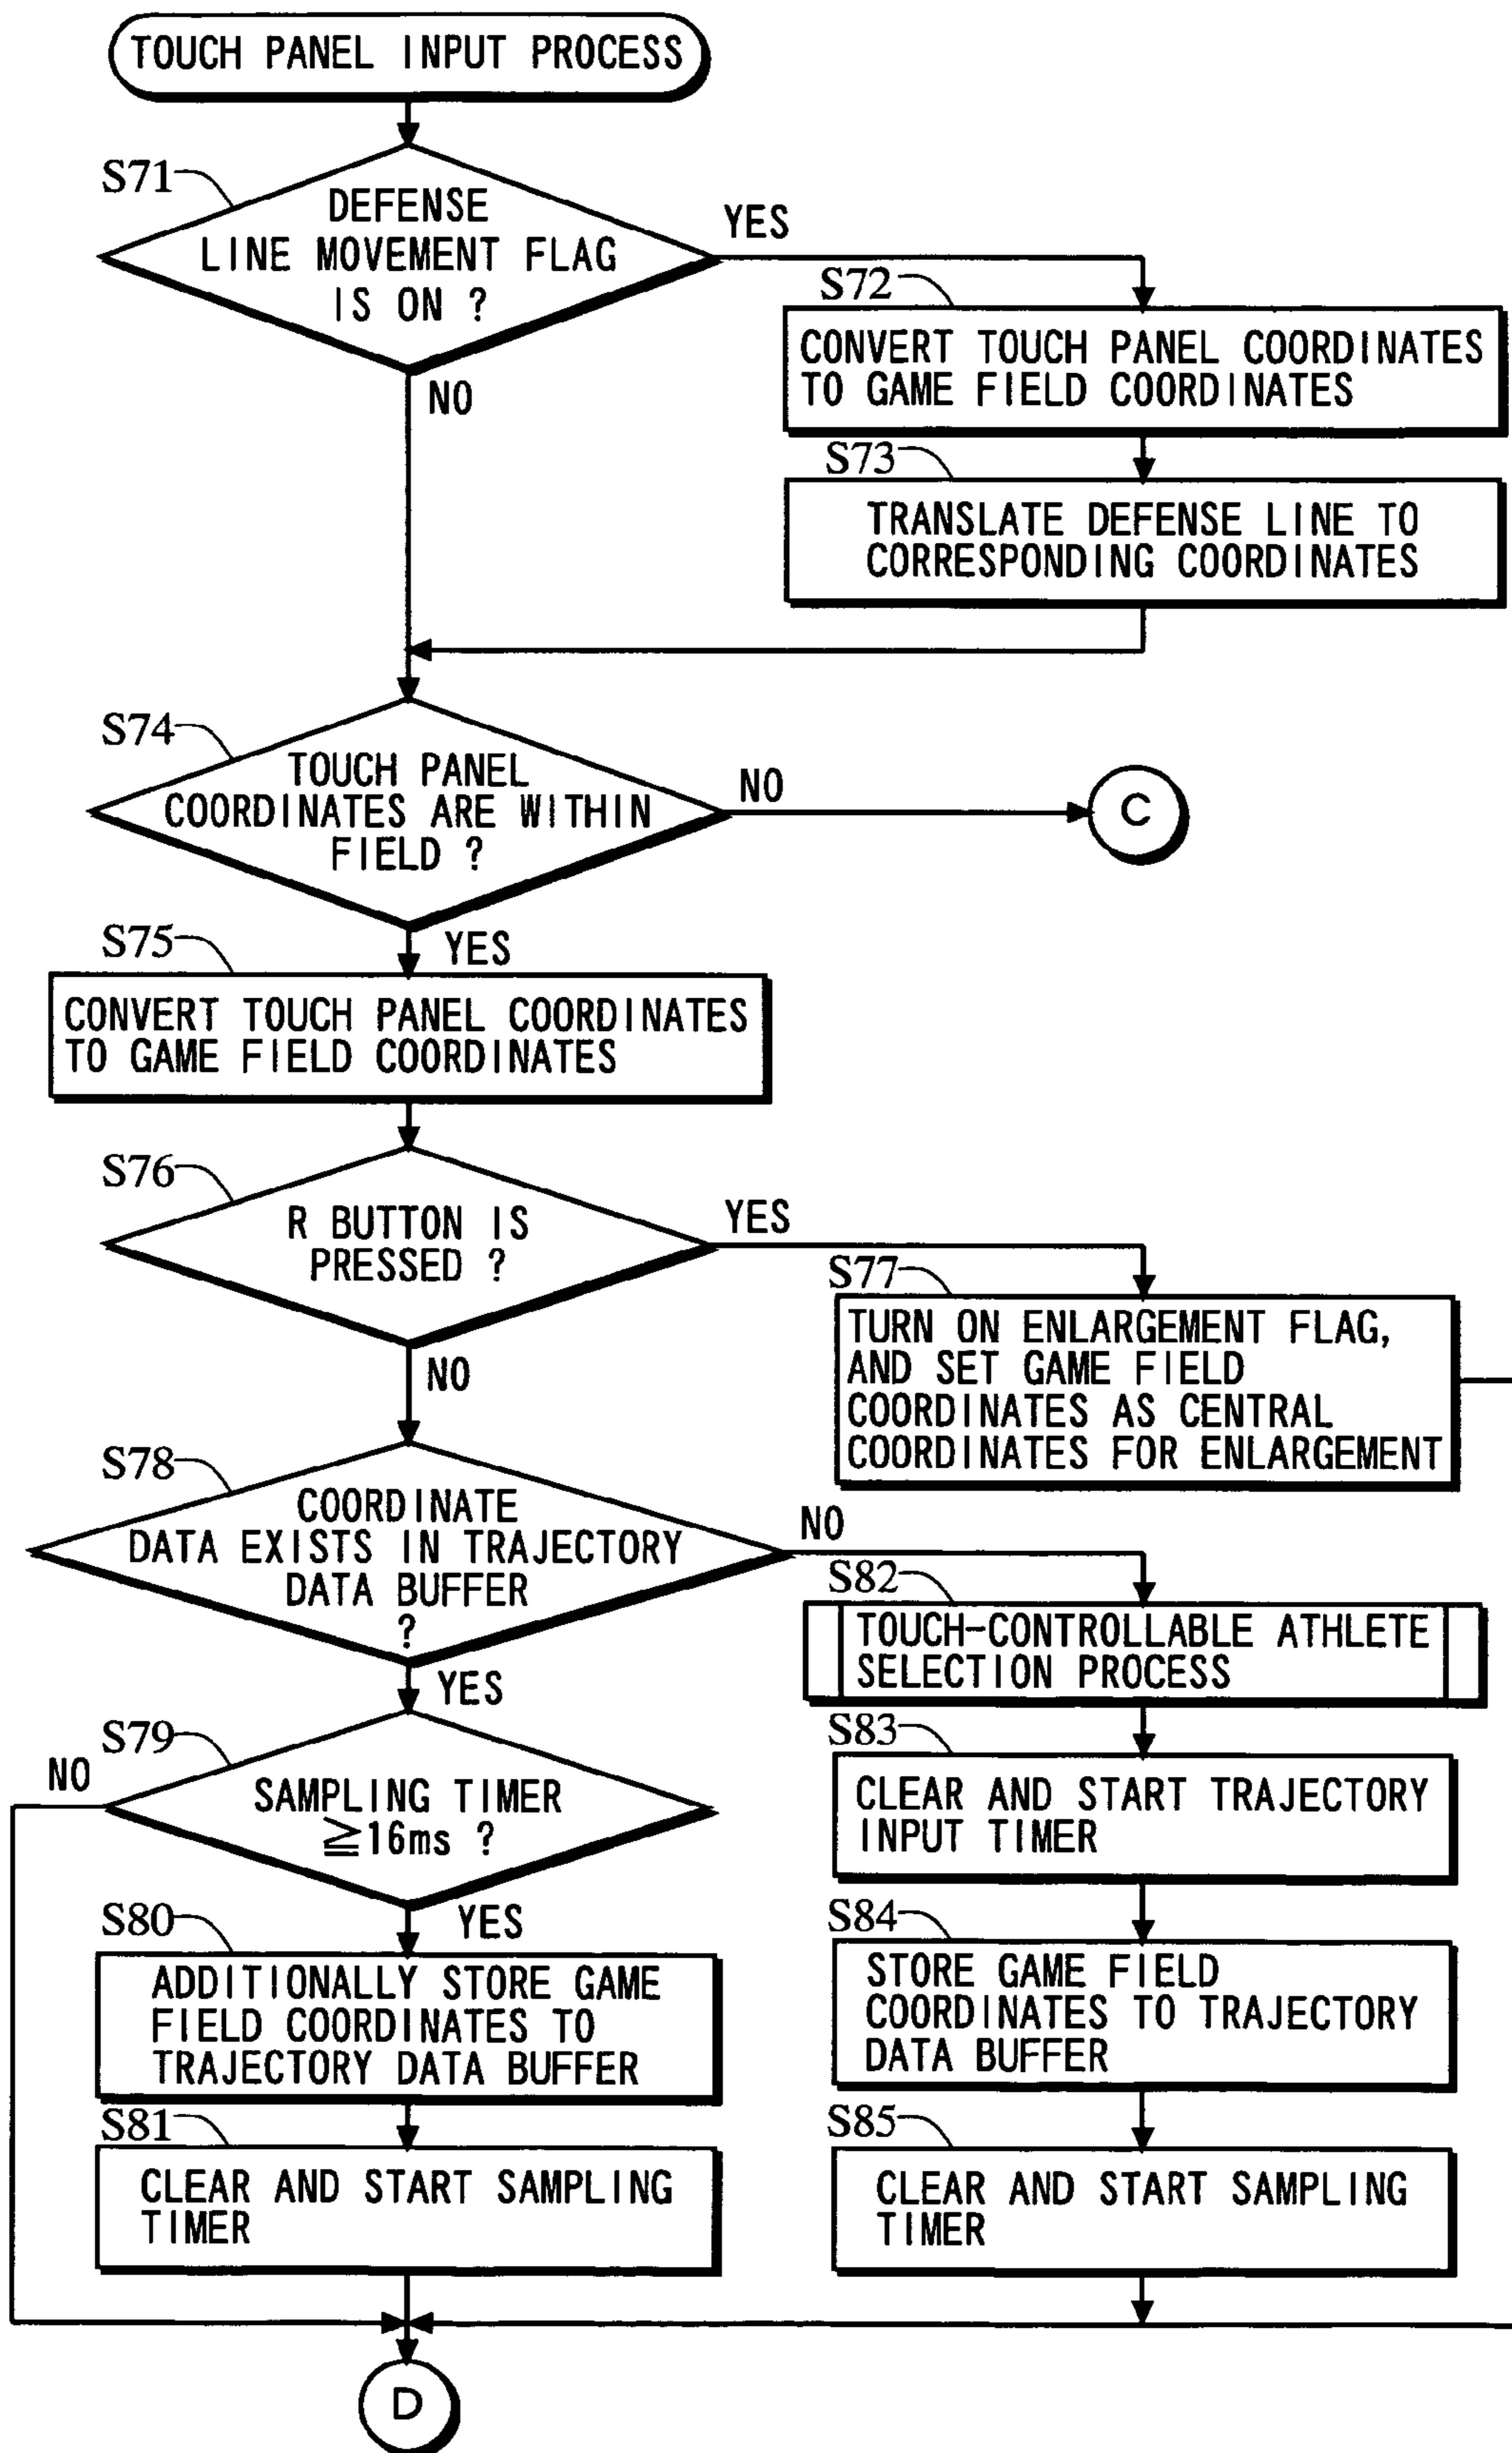 TOUCH PANEL INPUT PROCESS
S71
DEFENSE
LINE MOVEMENT FLAG
IS ON ?
YES
NO
S72
CONVERT TOUCH PANEL COORDINATES
TO GAME FIELD COORDINATES
S73
TRANSLATE DEFENSE LINE TO
CORRESPONDING COORDINATES
S74
TOUCH PANEL
COORDINATES ARE WITHIN
FIELD ?
NO
C
YES
S75
CONVERT TOUCH PANEL COORDINATES
TO GAME FIELD COORDINATES
S76
R BUTTON IS
PRESSED ?
YES
NO
S77
TURN ON ENLARGEMENT FLAG,
AND SET GAME FIELD
COORDINATES AS CENTRAL
COORDINATES FOR ENLARGEMENT
S78
COORDINATE
DATA EXISTS IN TRAJECTORY
DATA BUFFER
?
NO
YES
S79
SAMPLING TIMER
≧16ms ?
NO
YES
S80
ADDITIONALLY STORE GAME
FIELD COORDINATES TO
TRAJECTORY DATA BUFFER
S81
CLEAR AND START SAMPLING
TIMER
S82
TOUCH-CONTROLLABLE ATHLETE
SELECTION PROCESS
S83
CLEAR AND START TRAJECTORY
INPUT TIMER
S84
STORE GAME FIELD
COORDINATES TO TRAJECTORY
DATA BUFFER
S85
CLEAR AND START SAMPLING
TIMER
D